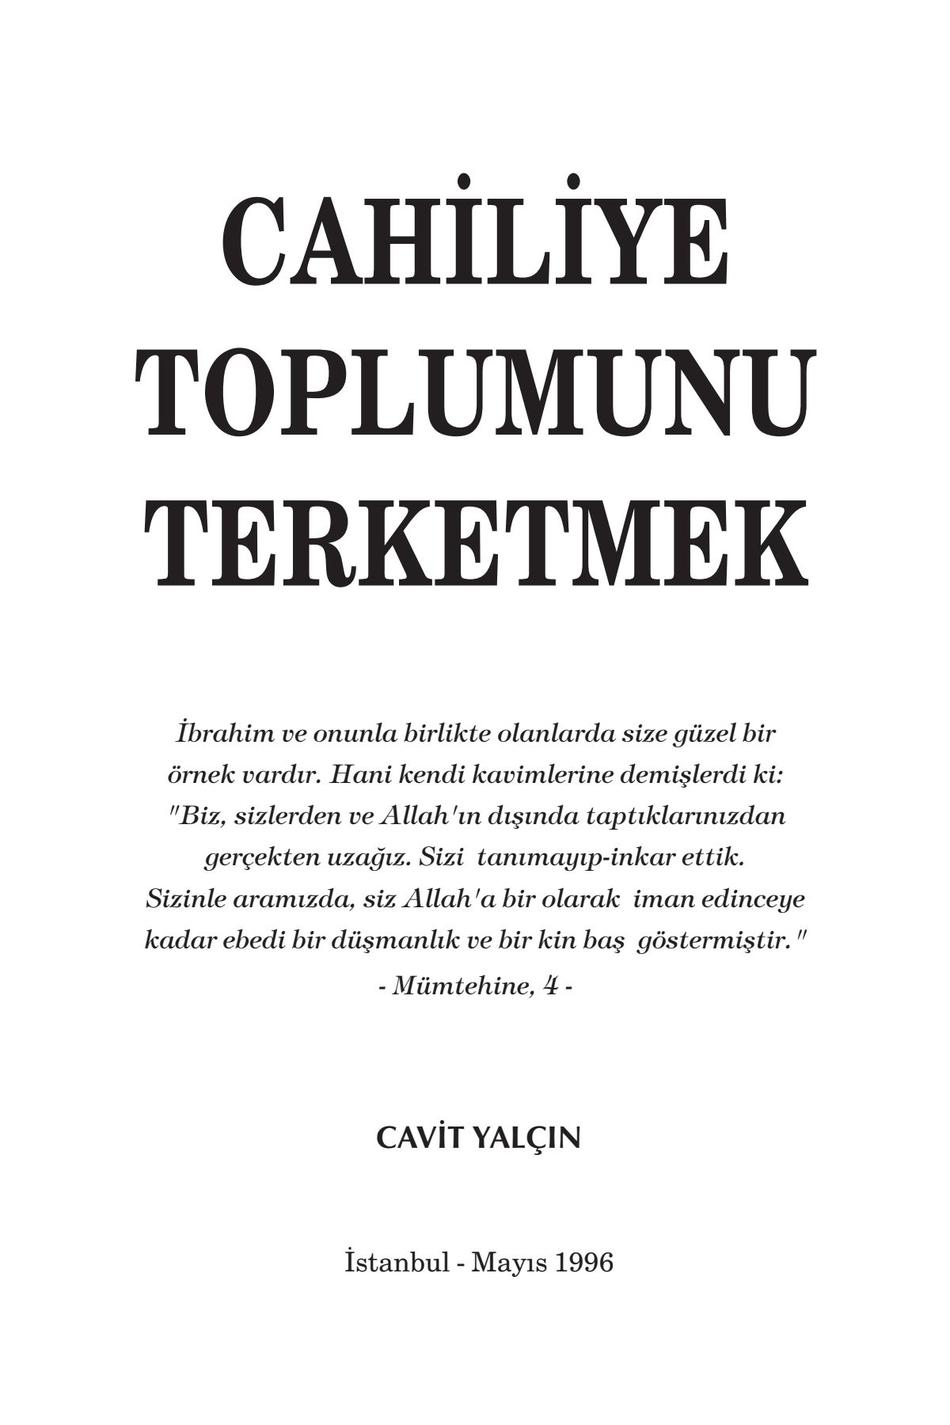 CAHİLİYE
TOPLUMUNU
TERKETMEK
İbrahim ve onunla birlikte olanlarda size güzel bir
örnek vardır. Hani kendi kavimlerine demişlerdi ki:
"Biz, sizlerden ve Allah'ın dışında taptıklarınızdan
gerçekten uzağız. Sizi tanımayıp-inkar ettik.
Sizinle aramızda, siz Allah'a bir olarak iman edinceye
kadar ebedi bir düşmanlık ve bir kin baş göstermiştir."
- Mümtehine, 4 -
CAVİT YALÇIN
İstanbul - Mayıs 1996